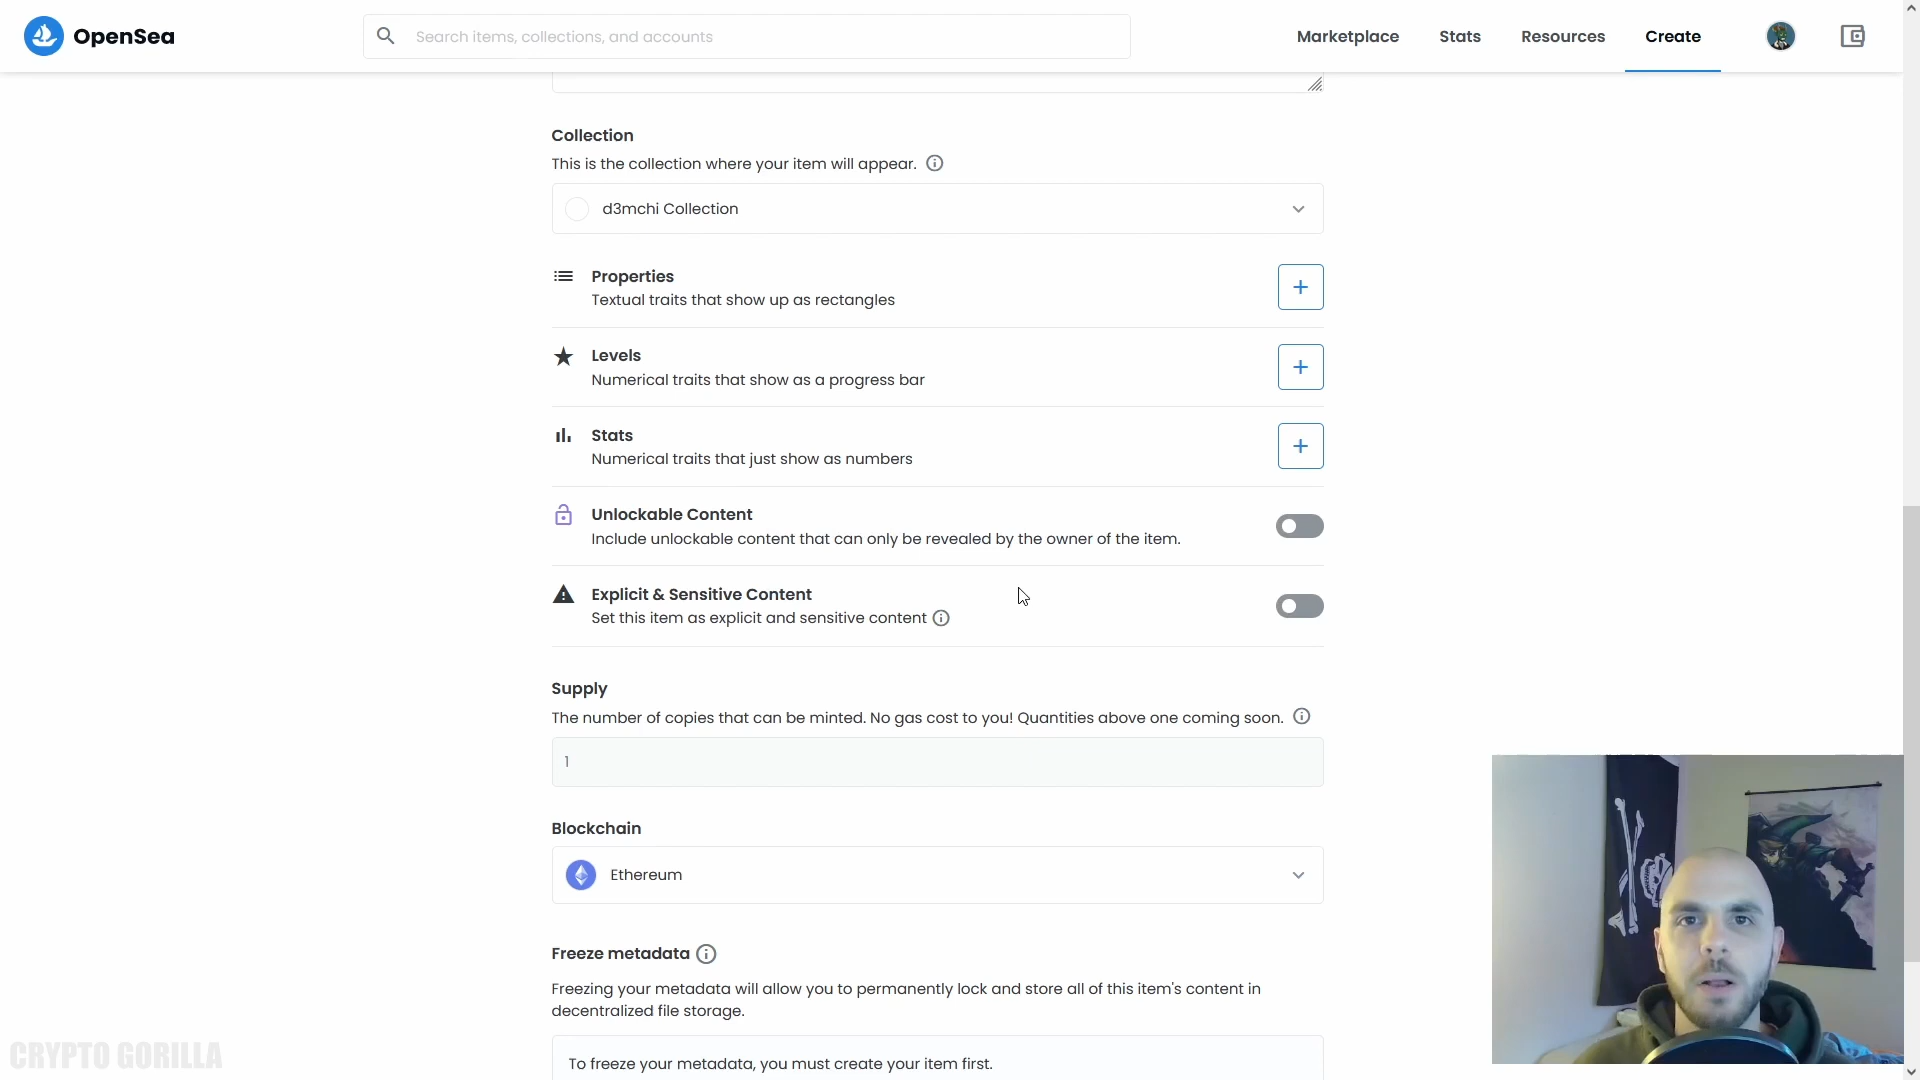 OpenSea
Search items, collections, and accounts
Marketplace
Stats
Resources
Create
Collection
This is the collection where your item will appear.
d3mchi Collection
Properties
Textual traits that show up as rectangles
Levels
Numerical traits that show as a progress bar
Stats
Numerical traits that just show as numbers
Unlockable Content
Include unlockable content that can only be revealed by the owner of the item.
Explicit & Sensitive Content
Set this item as explicit and sensitive content
Supply
The number of copies that can be minted. No gas cost to you! Quantities above one coming soon.
1
Blockchain
Ethereum
Freeze metadata
Freezing your metadata will allow you to permanently lock and store all of this item's content in
decentralized file storage.
To freeze your metadata, you must create your item first.
CRYPTO GORILLA